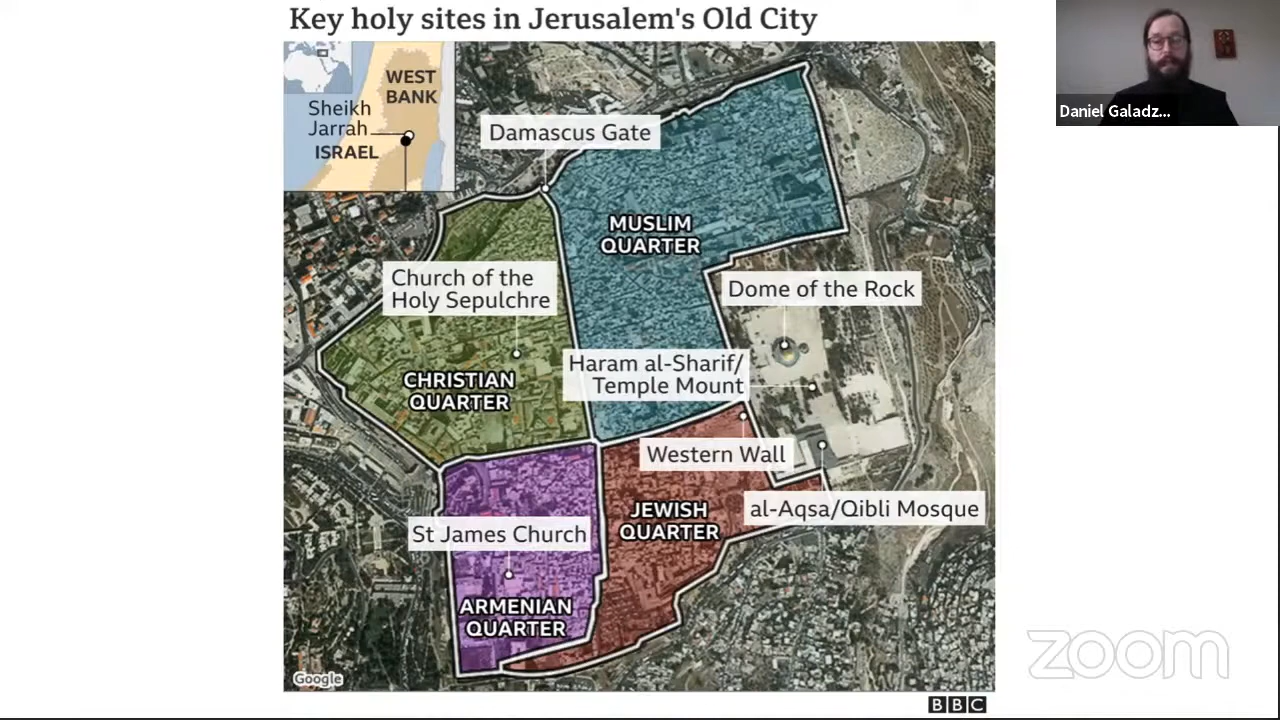 Key holy sites in Jerusalem's Old City
Daniel Galadz...
WEST
BANK
Sheikh
Jarrah
ISRAEL
Damascus Gate
MUSLIM
QUARTER
Church of the
Holy Sepulchre
Dome of the Rock
Haram al-Sharif/
Temple Mount
CHRISTIAN
QUARTER
Western Wall
al-Aqsa/Qibli Mosque
JEWISH
QUARTER
St James Church
ARMENIAN
QUARTER
Google
zoom
BBC